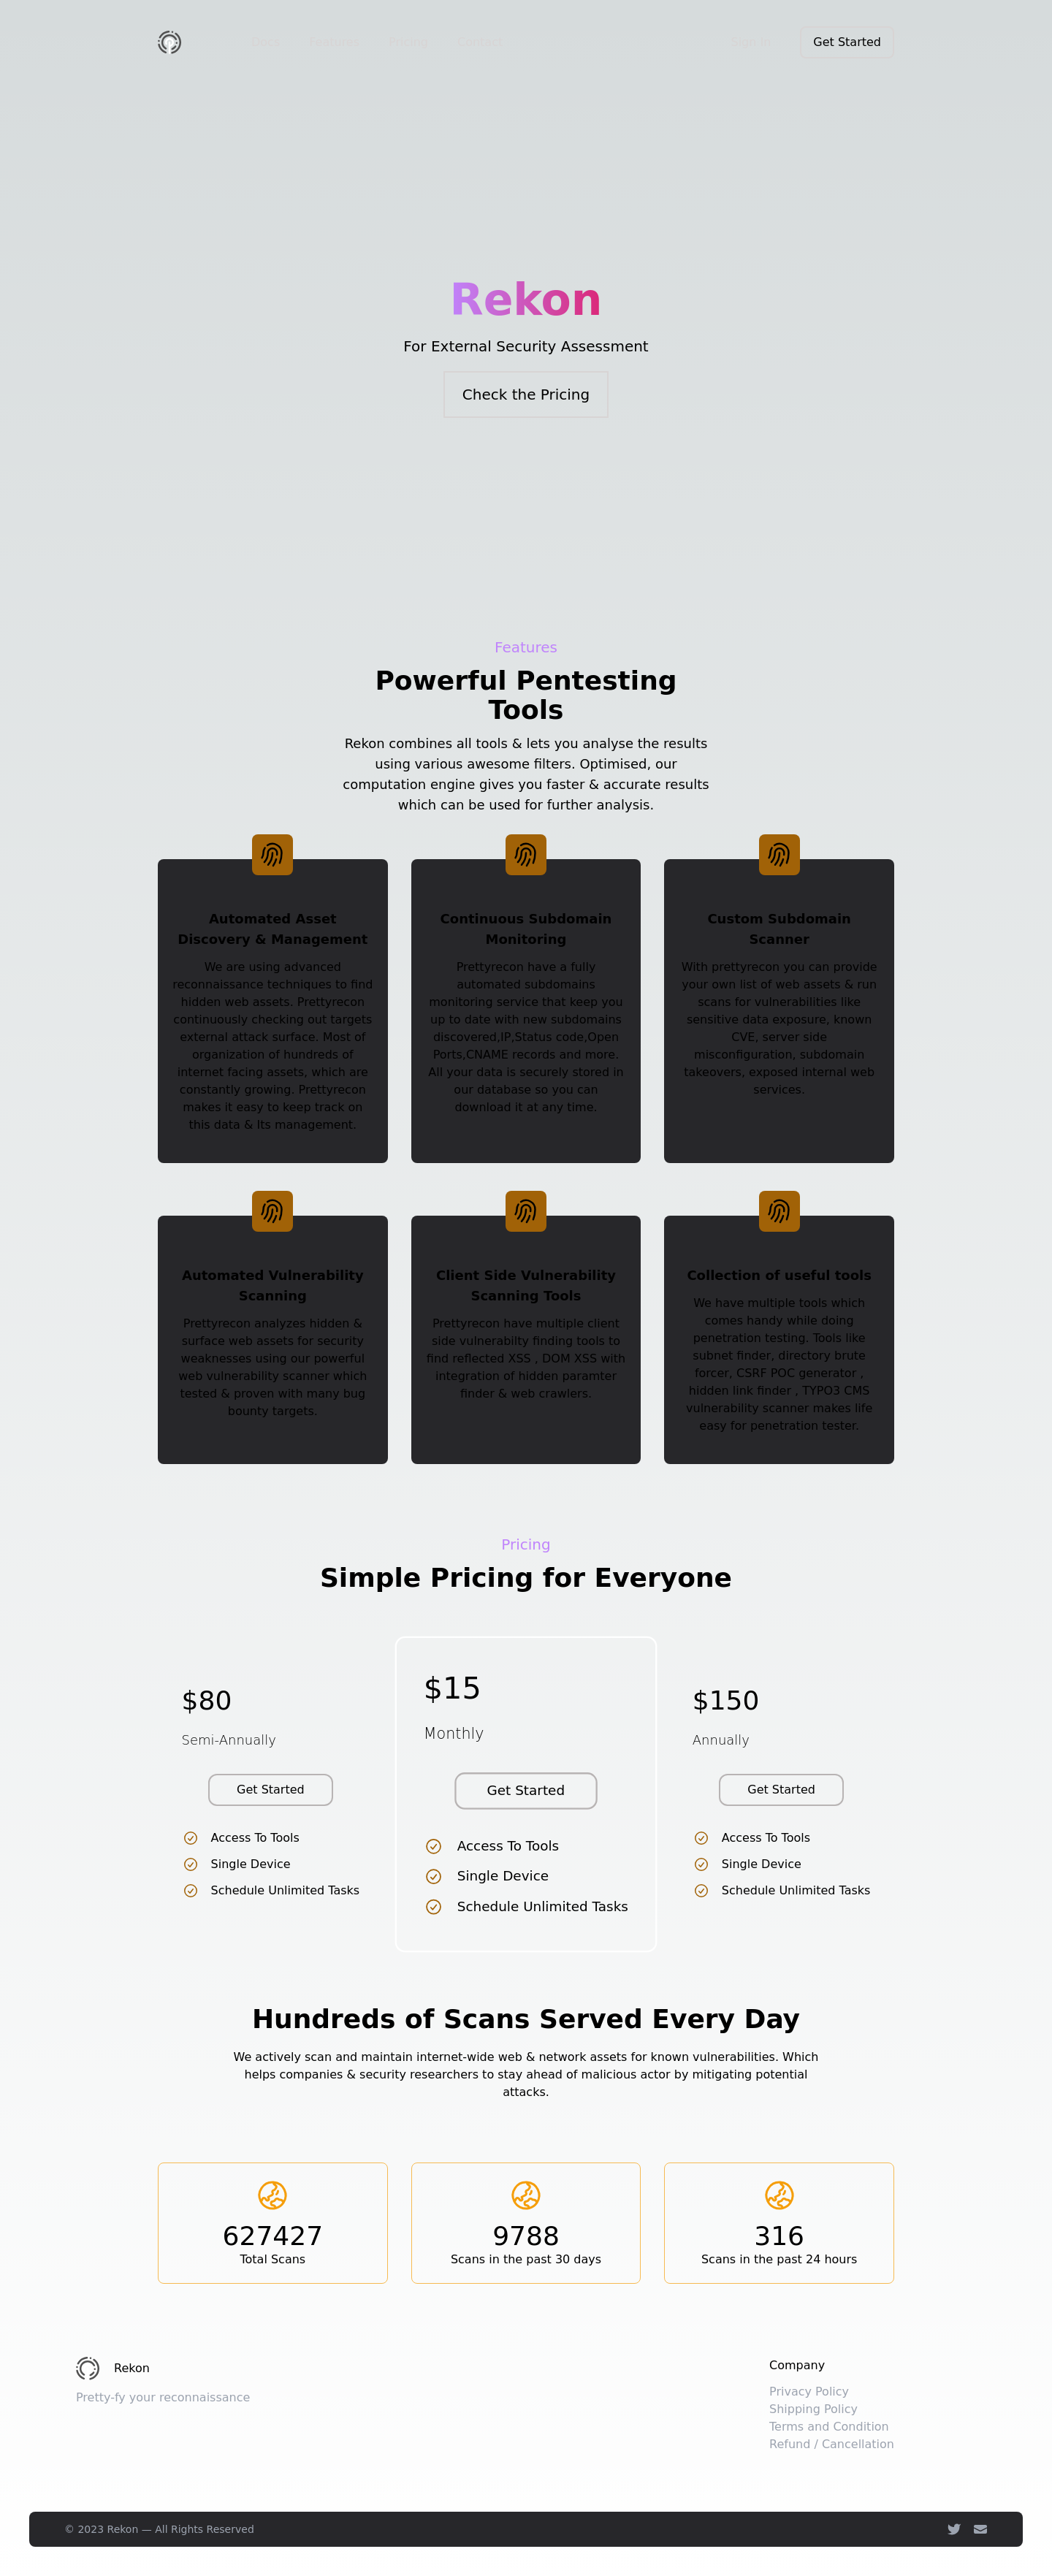 Docs Features Pricing Contact Sign in Get Started
Rekon
For External Security Assessment
Check the Pricing
Features
Powerful Pentesting
Tools
Rekon combines all tools & lets you analyse the results
using various awesome filters. Optimised, our
computation engine gives you faster & accurate results
which can be used for further analysis.
Automated Asset
Discovery & Management
We are using advanced
reconnaissance techniques to find
hidden web assets. Prettyrecon
continuously checking out targets
external attack surface. Most of
organization of hundreds of
internet facing assets, which are
constantly growing. Prettyrecon
makes it easy to keep track on
this data & Its management.
Continuous Subdomain
Monitoring
Prettyrecon have a fully
automated subdomains
monitoring service that keep you
up to date with new subdomains
discovered,IP,Status code,Open
Ports,CNAME records and more.
All your data is securely stored in
our database so you can
download it at any time.
Custom Subdomain
Scanner
With prettyrecon you can provide
your own list of web assets & run
scans for vulnerabilities like
sensitive data exposure, known
CVE, server side
misconfiguration, subdomain
takeovers, exposed internal web
services.
Automated Vulnerability
Scanning
Prettyrecon analyzes hidden &
surface web assets for security
weaknesses using our powerful
web vulnerability scanner which
tested & proven with many bug
bounty targets.
Client Side Vulnerability
Scanning Tools
Prettyrecon have multiple client
side vulnerabilty finding tools to
find reflected XSS , DOM XSS with
integration of hidden paramter
finder & web crawlers.
Collection of useful tools
We have multiple tools which
comes handy while doing
penetration testing. Tools like
subnet finder, directory brute
forcer, CSRF POC generator ,
hidden link finder , TYPO3 CMS
vulnerability scanner makes life
easy for penetration tester.
Pricing
Simple Pricing for Everyone
$80
Semi-Annually
Get Started
Access To Tools
Single Device
Schedule Unlimited Tasks
$15
Monthly
Get Started
Access To Tools
Single Device
Schedule Unlimited Tasks
$150
Annually
Get Started
Access To Tools
Single Device
Schedule Unlimited Tasks
Hundreds of Scans Served Every Day
We actively scan and maintain internet-wide web & network assets for known vulnerabilities. Which
helps companies & security researchers to stay ahead of malicious actor by mitigating potential
attacks.
627427
Total Scans
9788
Scans in the past 30 days
316
Scans in the past 24 hours
Rekon
Pretty-fy your reconnaissance
Company
Privacy Policy
Shipping Policy
Terms and Condition
Refund / Cancellation
© 2023 Rekon — All Rights Reserved